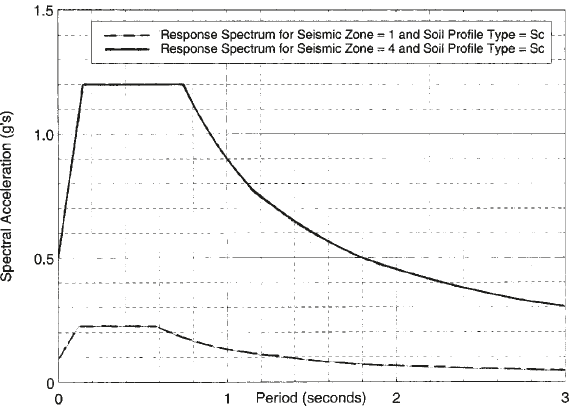 1.5
Response Spectrum for Seismic Zone = 1 and Soil Profile Type = Sc
Response Spectrum for Seismic Zone = 4 and Soil Profile Type = Sc
1.0
Spectral Acceleration (g's)
0.5
0
0
1
Period (seconds)
2
3